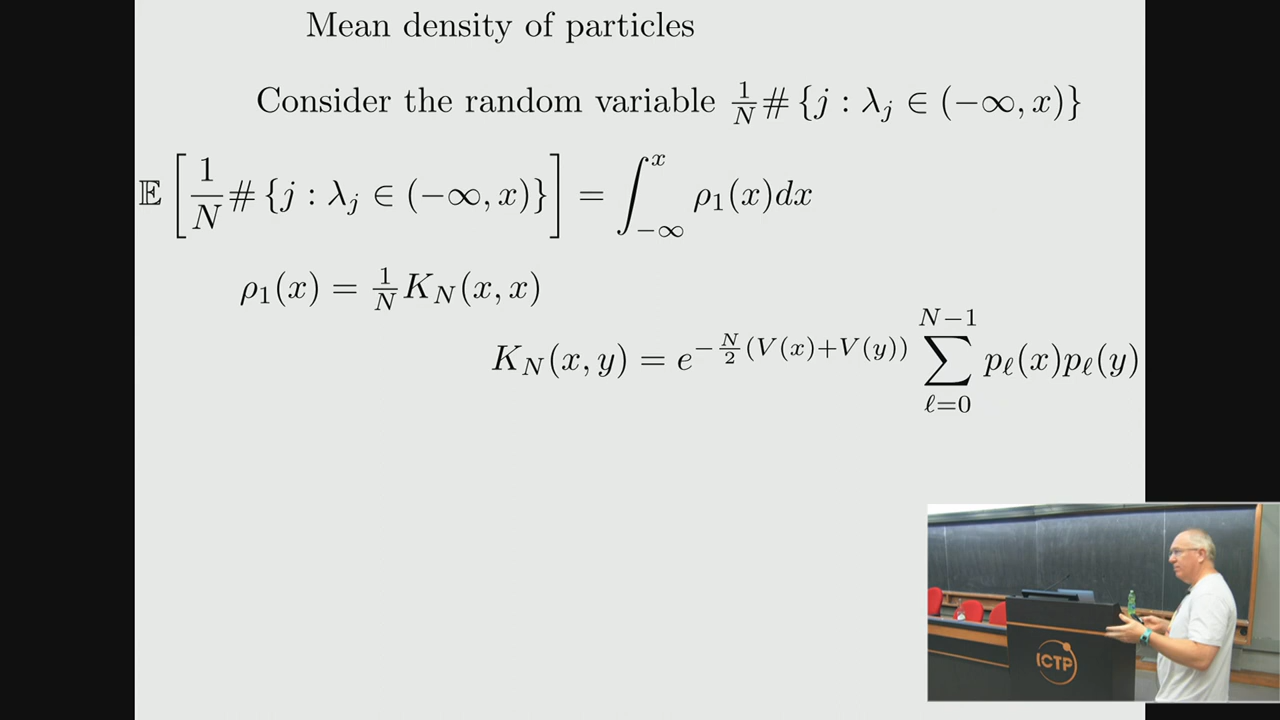 Mean density of particles
Consider the random variable $\frac{1}{N}\#\{j : \lambda_j \in (-\infty, x)\}$
$\mathbb{E}\left[\frac{1}{N}\#\{j : \lambda_j \in (-\infty, x)\}\right] = \int_{-\infty}^{x} \rho_1(x)dx$
$\rho_1(x) = \frac{1}{N}K_N(x, x)$
$K_N(x, y) = e^{-\frac{N}{2}(V(x)+V(y))} \sum_{\ell=0}^{N-1} p_\ell(x)p_\ell(y)$
ICTP